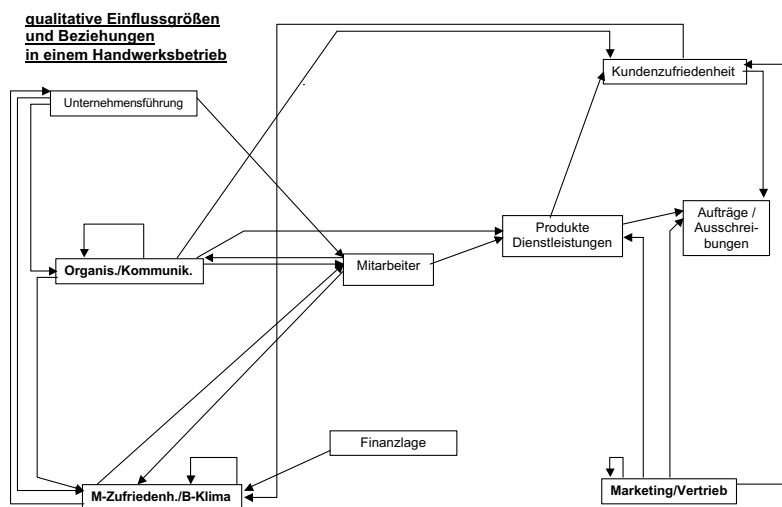 qualitative Einflussgrößen
und Beziehungen
in einem Handwerksbetrieb
Kundenzufriedenheit
Unternehmensführung
Aufträge /
Ausschrei-
bungen
Produkte
Dienstleistungen
Organis./Kommunik.
Mitarbeiter
Finanzlage
M-Zufriedenh./B-Klima
Marketing/Vertrieb